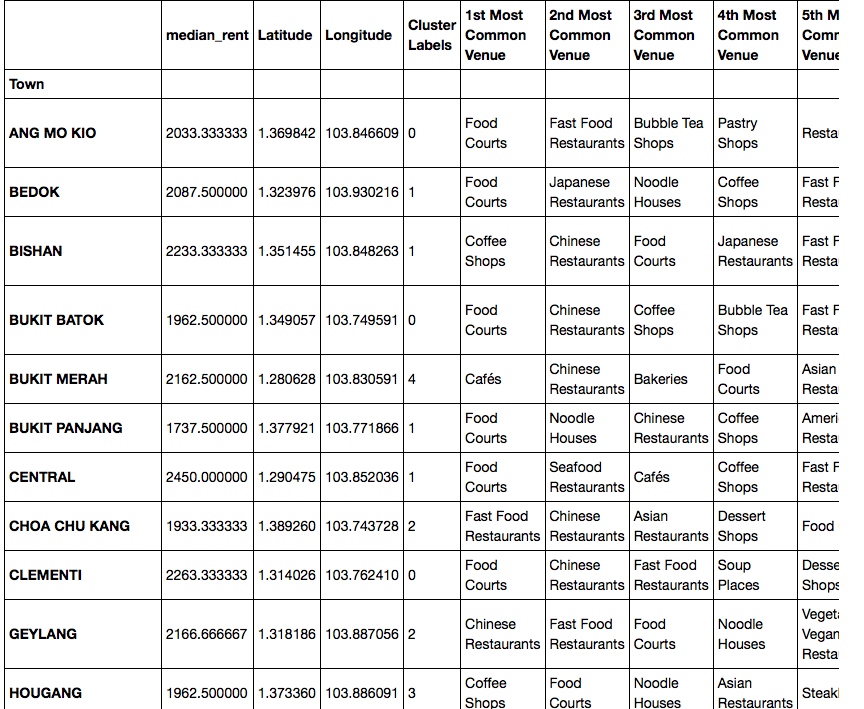 median_rent Latitude Longitude Cluster Labels 1st Most Common Venue 2nd Most Common Venue 3rd Most Common Venue 4th Most Common Venue 5th
Town
ANG MO KIO 2033.333333 1.369842 103.846609 0 Food Courts Fast Food Restaurants Bubble Tea Shops Pastry Shops Resta
BEDOK 2087.500000 1.323976 103.930216 1 Food Courts Japanese Restaurants Noodle Houses Coffee Shops Fast F Resta
BISHAN 2233.333333 1.351455 103.848263 1 Coffee Shops Chinese Restaurants Food Courts Japanese Restaurants Fast F Resta
BUKIT BATOK 1962.500000 1.349057 103.749591 0 Food Courts Chinese Restaurants Coffee Shops Bubble Tea Shops Fast F Resta
BUKIT MERAH 2162.500000 1.280628 103.830591 4 Cafés Chinese Restaurants Bakeries Food Courts Asian Resta
BUKIT PANJANG 1737.500000 1.377921 103.771866 1 Food Courts Noodle Houses Chinese Restaurants Coffee Shops Ameri Resta
CENTRAL 2450.000000 1.290475 103.852036 1 Food Courts Seafood Restaurants Cafés Coffee Shops Fast F Resta
CHOA CHU KANG 1933.333333 1.389260 103.743728 2 Fast Food Restaurants Chinese Restaurants Asian Restaurants Dessert Shops Food
CLEMENTI 2263.333333 1.314026 103.762410 0 Food Courts Chinese Restaurants Fast Food Restaurants Soup Places Desse Shops
GEYLANG 2166.666667 1.318186 103.887056 2 Chinese Restaurants Fast Food Restaurants Food Courts Noodle Houses Vegeta Vegan Resta
HOUGANG 1962.500000 1.373360 103.886091 3 Coffee Shops Food Courts Noodle Houses Asian Restaurants Steak